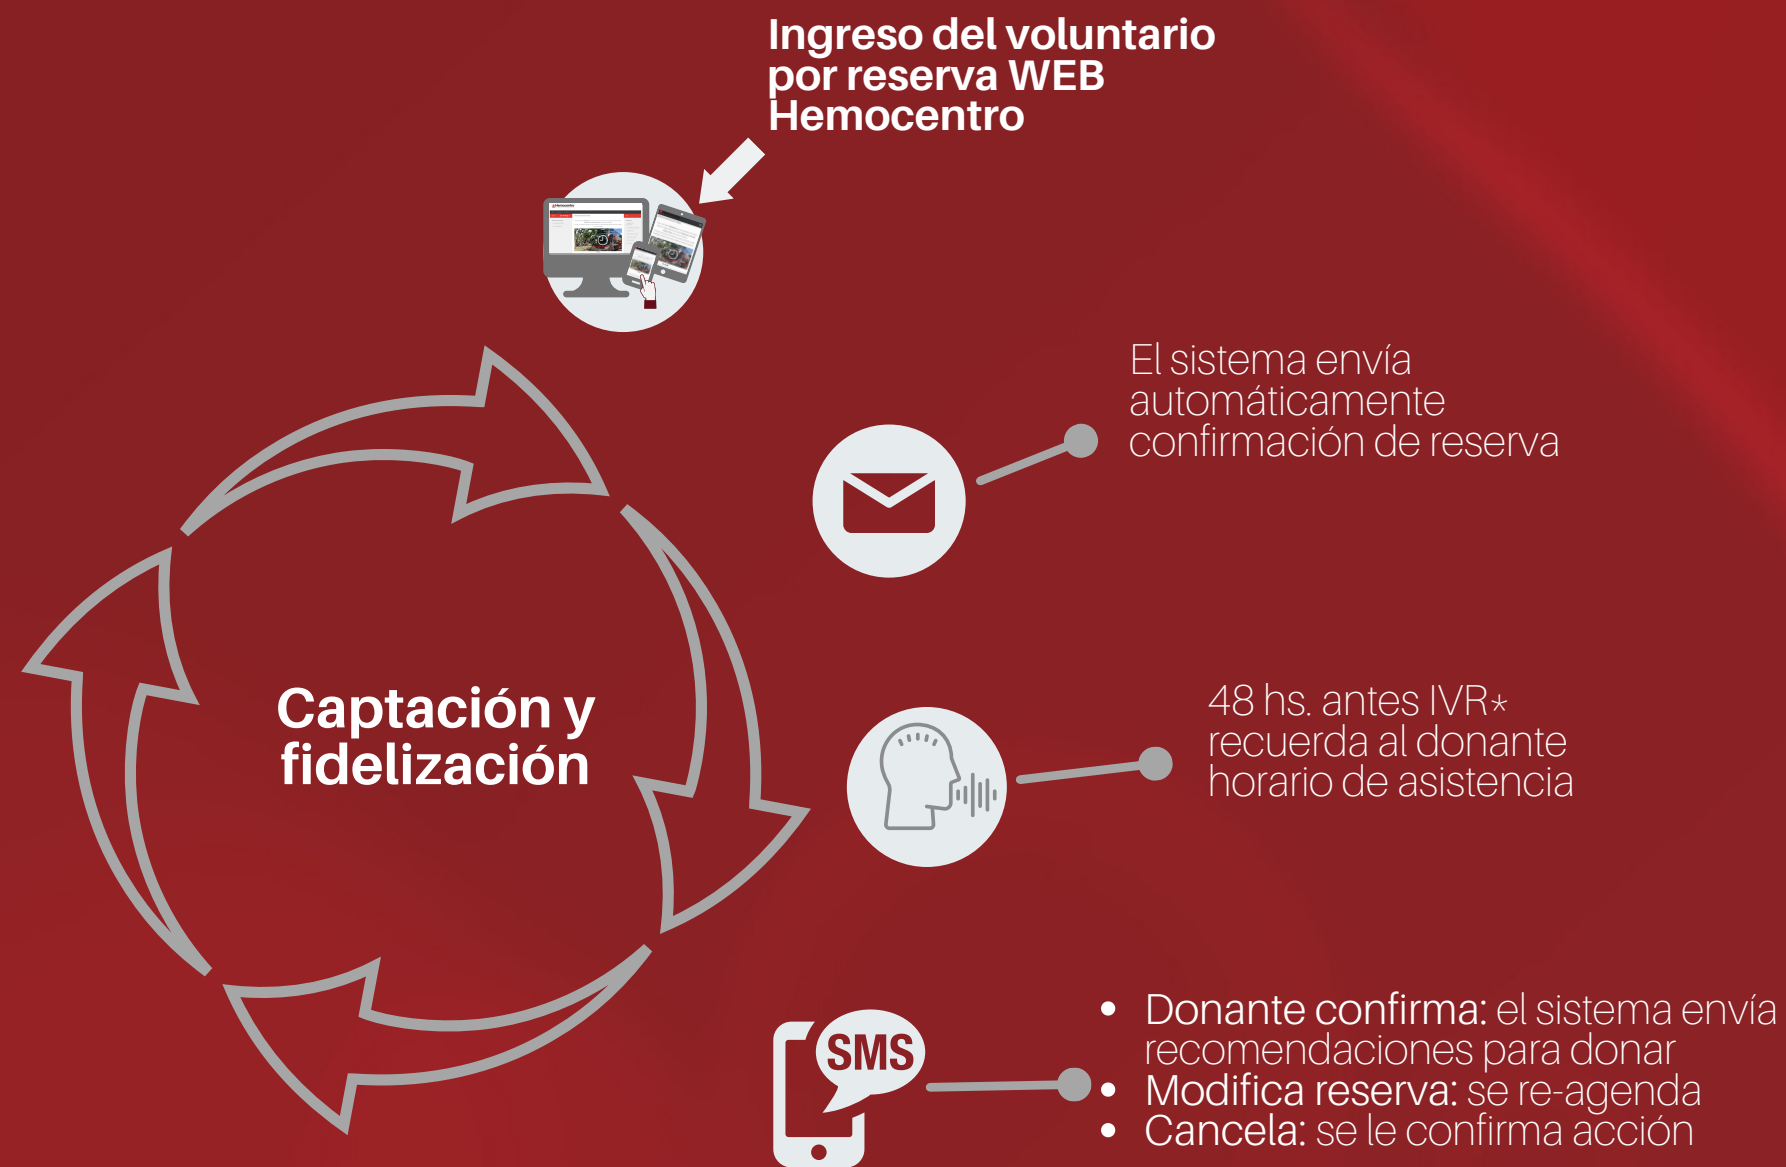 Ingreso del voluntario
por reserva WEB
Hemocentro
Hemocentro
El sistema envía
automáticamente
confirmación de reserva
Captación y
fidelización
48 hs. antes IVR*
recuerda al donante
horario de asistencia
SMS
• Donante confirma: el sistema envía
recomendaciones para donar
• Modifica reserva: se re-agenda
• Cancela: se le confirma acción